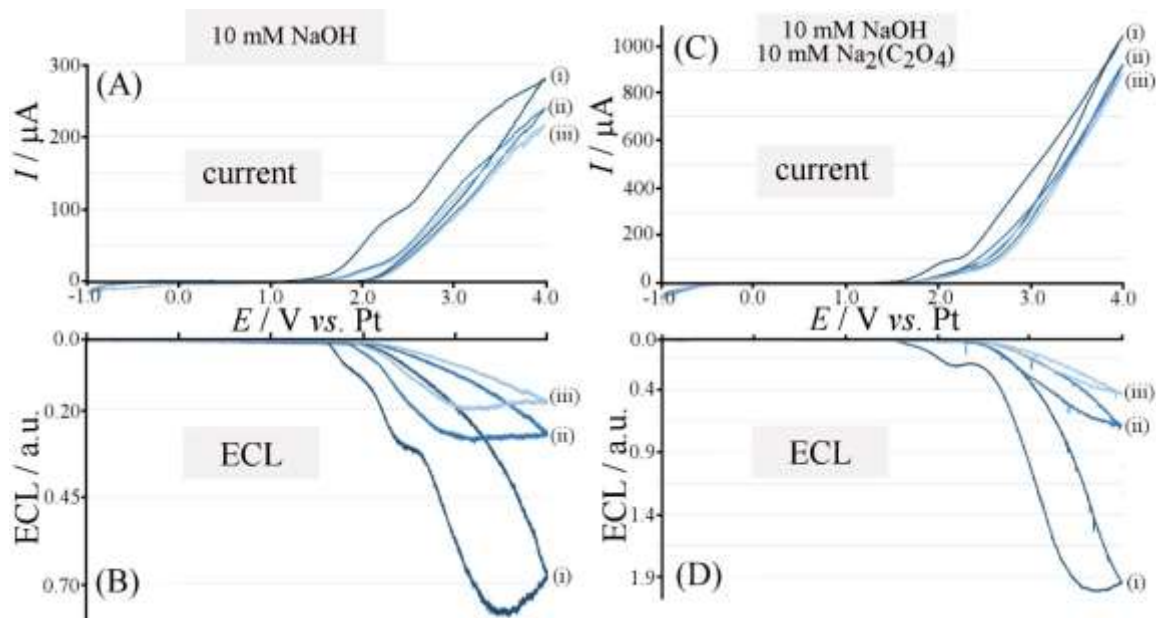 10 mM NaOH
300
(A)
(i)
(ii)
200
(iii)
I / μA
current
100
0
-1.0
0.0
1.0
2.0
3.0
4.0
E / V vs. Pt
0.0
0.20
(iii)
(ii)
ECL / a.u.
ECL
0.45
(i)
0.70
(B)
(C)
10 mM NaOH
10 mM Na2(C2O4)
(i)
1000
(ii)
(iii)
800
I / μA
600
current
400
200
0
-1.0
0.0
1.0
2.0
3.0
4.0
E / V vs. Pt
0.0
0.4
(iii)
(ii)
ECL / a.u.
0.9
ECL
1.4
1.9
(D)
(i)